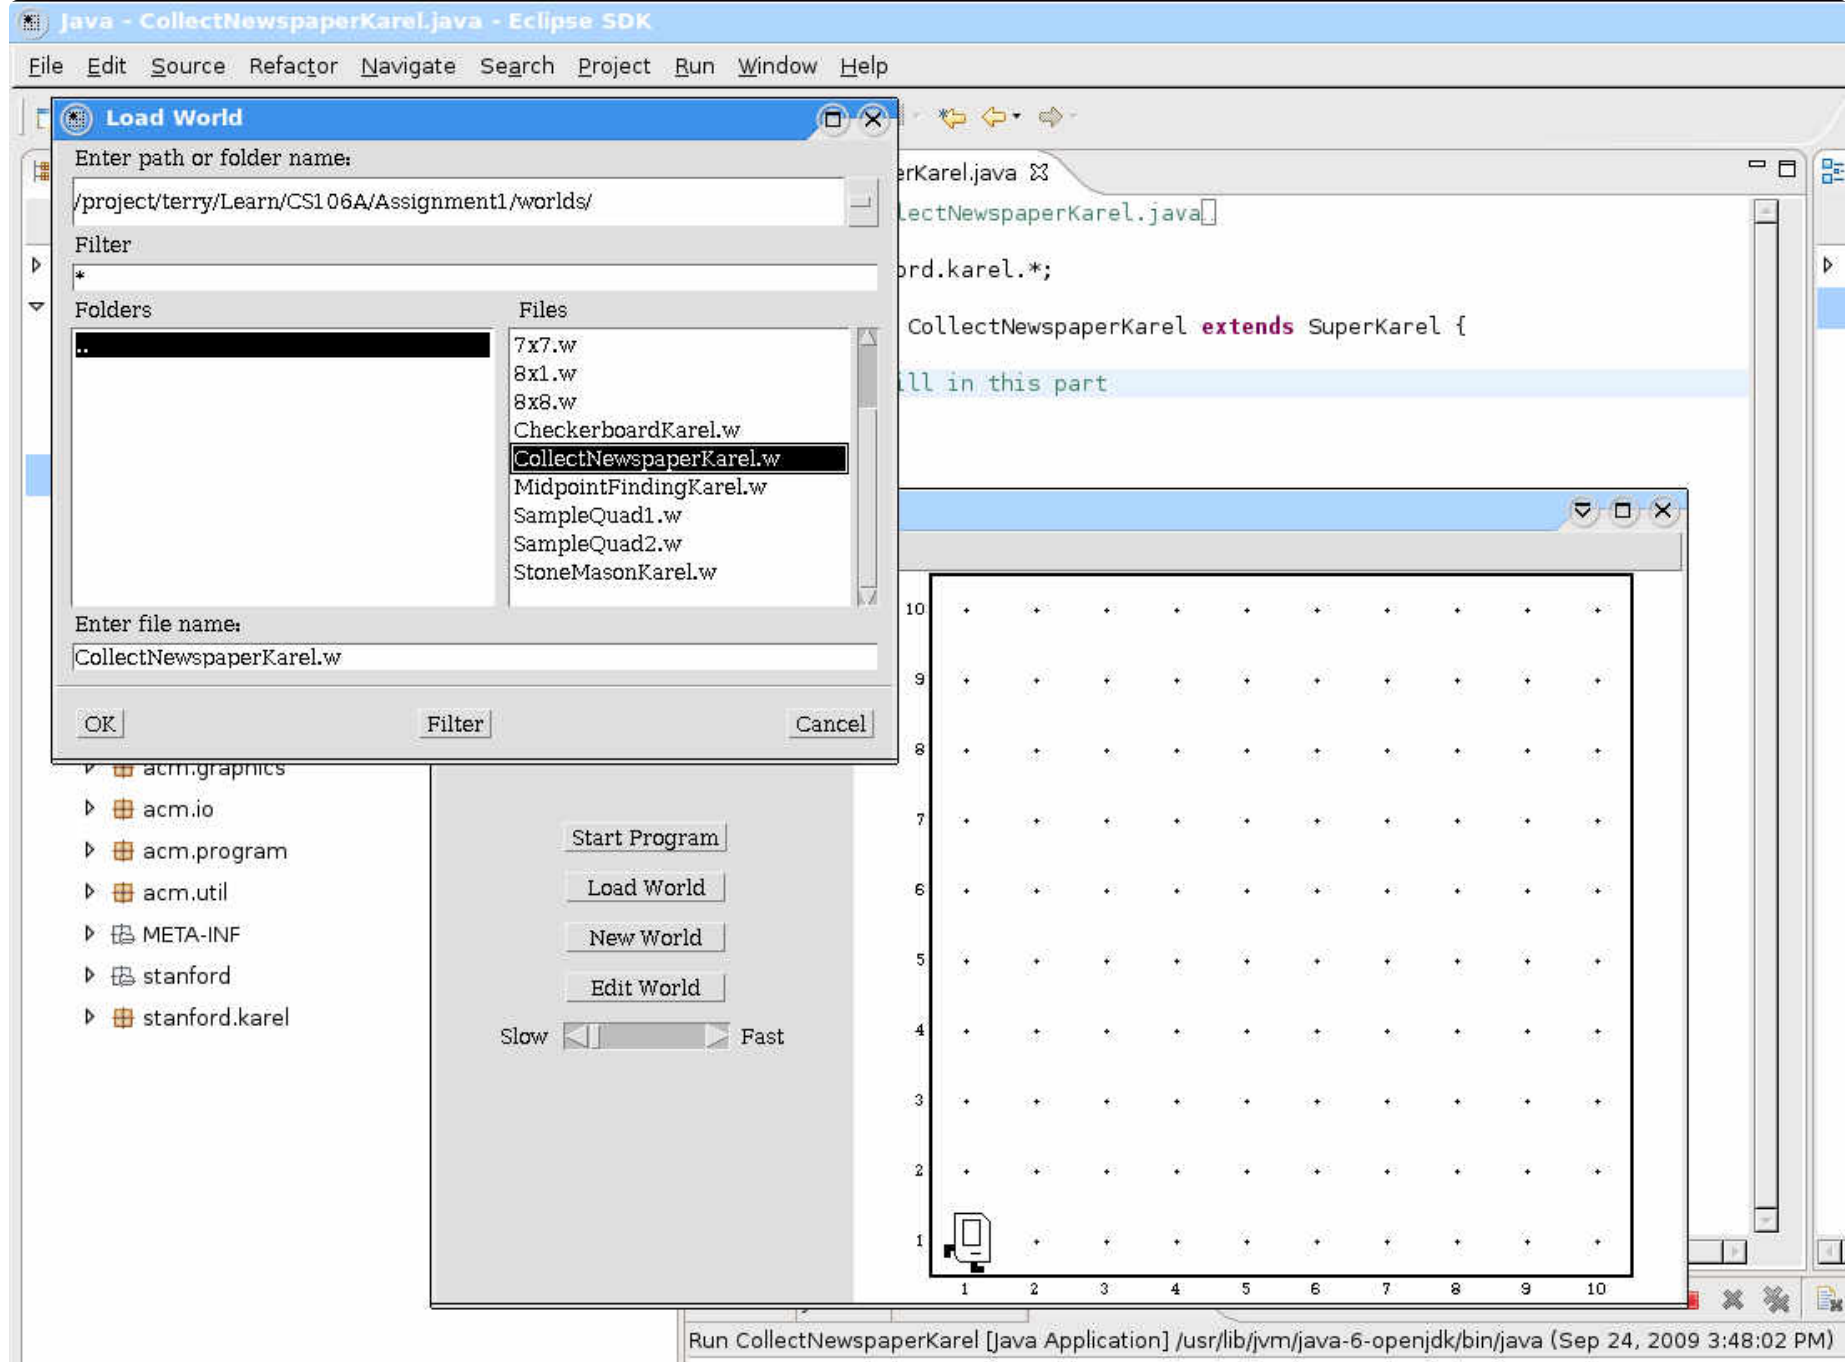 Java - CollectNewspaperKarel.java - Eclipse SDK
File Edit Source Refactor Navigate Search Project Run Window Help
Load World
Enter path or folder name:
/project/terry/Learn/CS106A/Assignment1/worlds/
Filter
*
Folders
Files
..
7x7.w
8x1.w
8x8.w
CheckerboardKarel.w
CollectNewspaperKarel.w
MidpointFindingKarel.w
SampleQuad1.w
SampleQuad2.w
StoneMasonKarel.w
Enter file name:
CollectNewspaperKarel.w
OK
Filter
Cancel
erKarel.java
lectNewspaperKarel.java.
ord.karel.*;
CollectNewspaperKarel extends SuperKarel {
ill in this part
acm.graphics
acm.io
acm.program
acm.util
META-INF
stanford
stanford.karel
Start Program
Load World
New World
Edit World
Slow
Fast
10
9
8
7
6
5
4
3
2
1
1 2 3 4 5 6 7 8 9 10
Run CollectNewspaperKarel [Java Application] /usr/lib/jvm/java-6-openjdk/bin/java (Sep 24, 2009 3:48:02 PM)